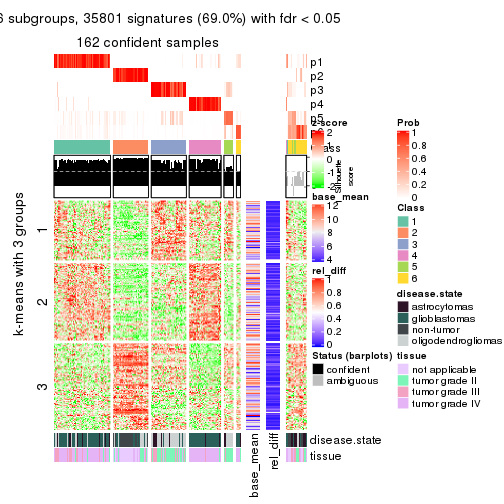 6 subgroups, 35801 signatures (69.0%) with fdr < 0.05
162 confident samples
p1
p2
p3
p4
p5
z-score
2
0
-2
Silhouette
score
base_mean
12
10
8
6
4
rel_diff
1
0.8
0.6
0.4
0.2
0
Status (barplots)
confident
ambiguous
Prob
1
0.8
0.6
0.4
0.2
0
Class
1
2
3
4
5
6
disease.state
astrocytomas
glioblastomas
non-tumor
oligodendrogliomas
tissue
not applicable
tumor grade II
tumor grade III
tumor grade IV
k-means with 3 groups
1
2
3
disease.state
tissue
base_mean
rel_diff